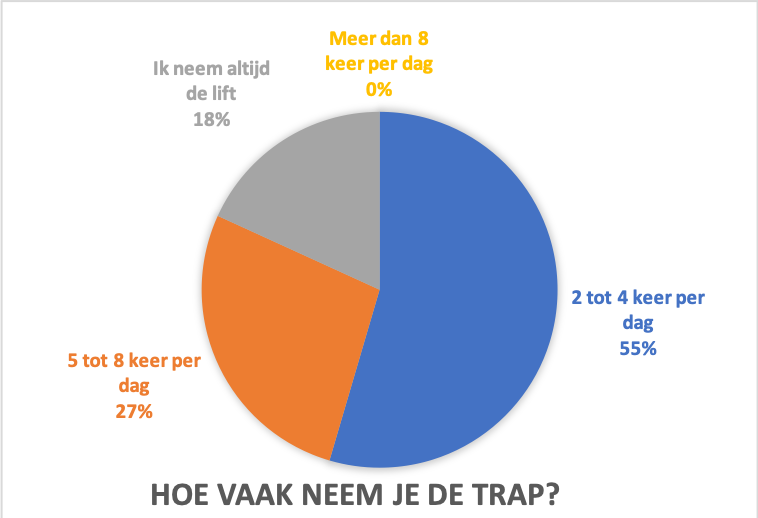 Meer dan 8
keer per dag
0%
Ik neem altijd
de lift
18%
2 tot 4 keer per
dag
55%
5 tot 8 keer per
dag
27%
HOE VAAK NEEM JE DE TRAP?